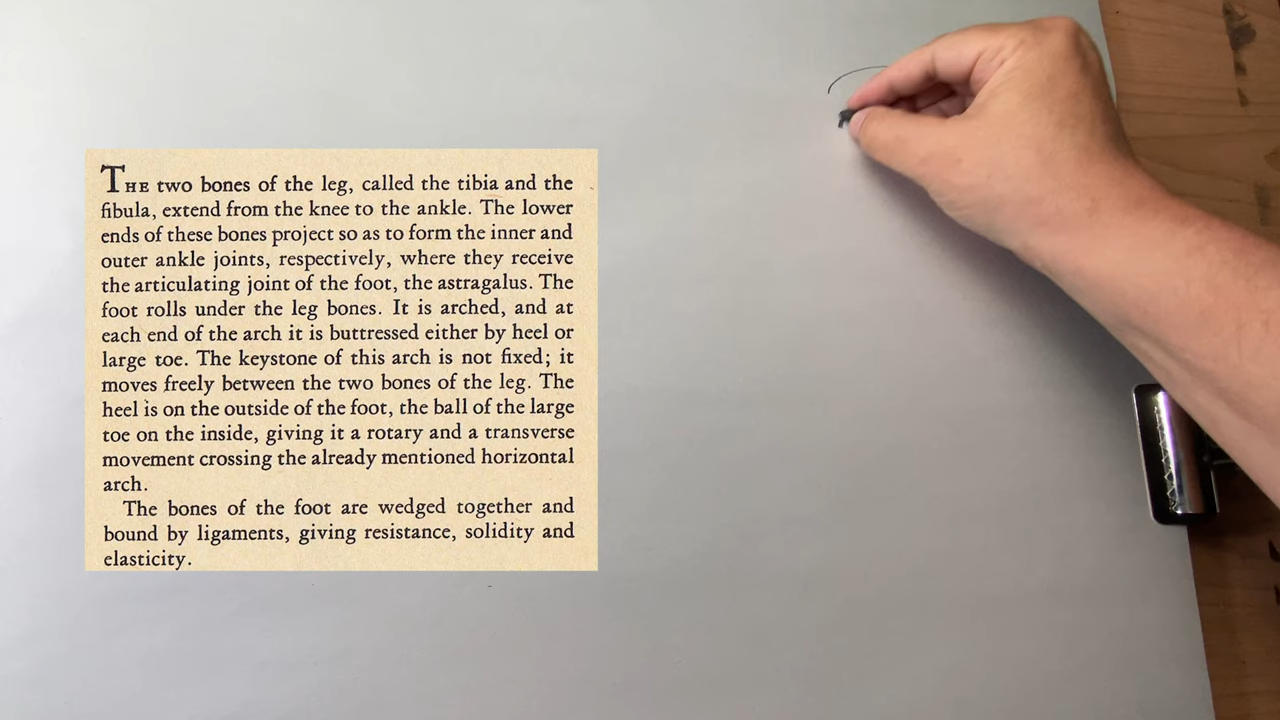 THE two bones of the leg, called the tibia and the
fibula, extend from the knee to the ankle. The lower
ends of these bones project so as to form the inner and
outer ankle joints, respectively, where they receive
the articulating joint of the foot, the astragalus. The
foot rolls under the leg bones. It is arched, and at
each end of the arch it is buttressed either by heel or
large toe. The keystone of this arch is not fixed; it
moves freely between the two bones of the leg. The
heel is on the outside of the foot, the ball of the large
toe on the inside, giving it a rotary and a transverse
movement crossing the already mentioned horizontal
arch.
The bones of the foot are wedged together and
bound by ligaments, giving resistance, solidity and
elasticity.